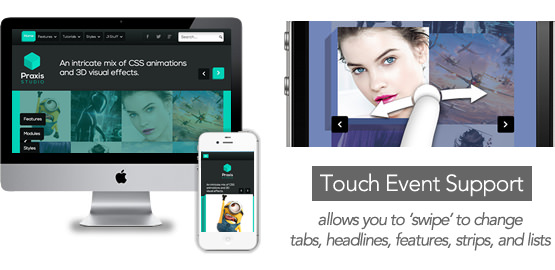 Home Features Tutorials Styles J!Stuff Search...
Praxis
STUDIO
An intricate mix of CSS animations
and 3D visual effects.
Features
Modules
Styles
Praxis
An intricate mix of CSS
animations and 3D
visual effects.
Touch Event Support
allows you to ‘swipe’ to change
tabs, headlines, features, strips, and lists